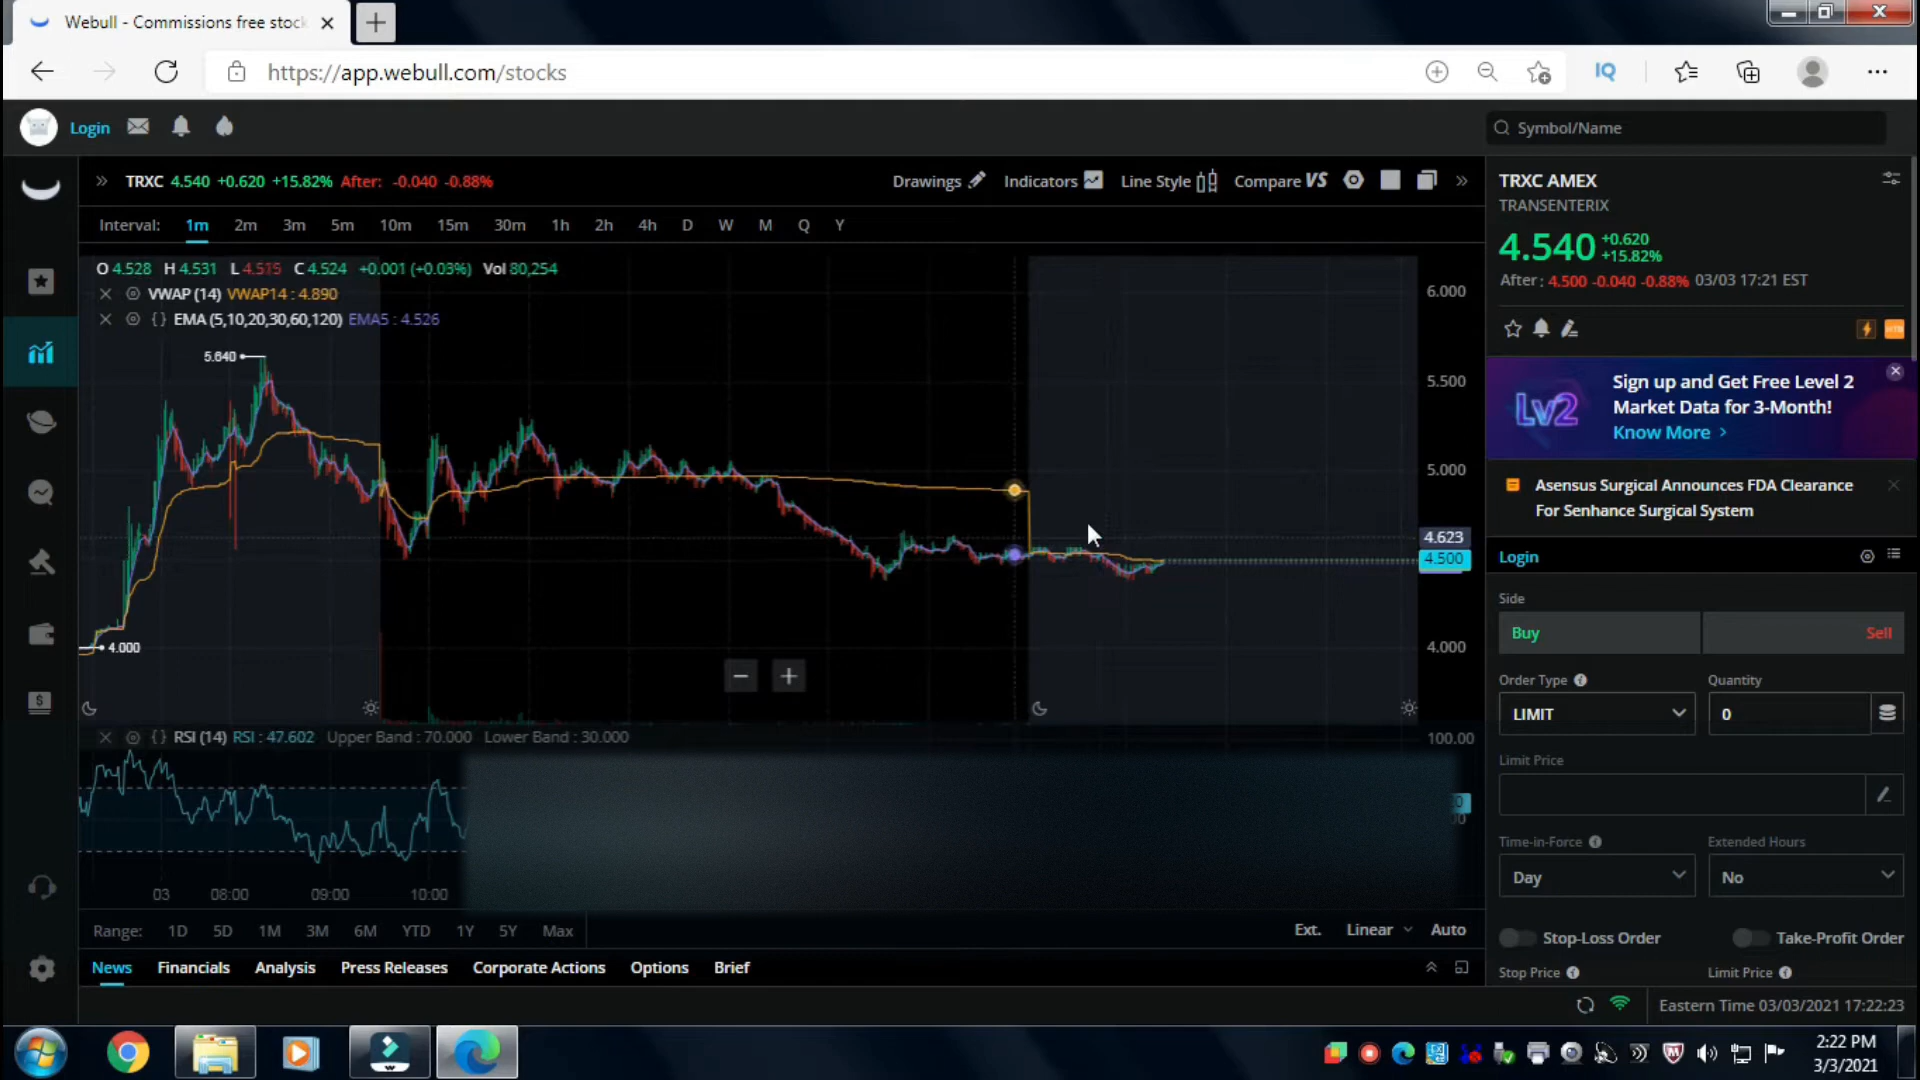 Webull - Commissions free stoc
https://app.webull.com/stocks
IQ
Login
Symbol/Name
TRXC 4.540 +0.620 +15.82% After: -0.040 -0.88%
Drawings
Indicators
Line Style
Compare VS
Interval: 1m 2m 3m 5m 10m 15m 30m 1h 2h 4h D W M Q Y
O 4.528 H 4.531 L 4.515 C 4.524 +0.001 (+0.03%) Vol 80,254
VWAP (14) VWAP14 : 4.890
EMA (5,10,20,30,60,120) EMA5 : 4.526
5.640
4.000
6.000
5.500
5.000
4.623
4.500
4.000
RSI (14) RSI : 47.602 Upper Band : 70.000 Lower Band : 30.000
100.00
03 08:00 09:00 10:00
Range: 1D 5D 1M 3M 6M YTD 1Y 5Y Max
Ext. Linear Auto
News Financials Analysis Press Releases Corporate Actions Options Brief
TRXC AMEX
TRANSENTERIX
4.540 +0.620
+15.82%
After : 4.500 -0.040 -0.88% 03/03 17:21 EST
Lv2
Sign up and Get Free Level 2
Market Data for 3-Month!
Know More >
Asensus Surgical Announces FDA Clearance
For Senhance Surgical System
Login
Side
Buy Sell
Order Type Quantity
LIMIT 0
Limit Price
Time-in-Force Extended Hours
Day No
Stop-Loss Order Take-Profit Order
Stop Price Limit Price
Eastern Time 03/03/2021 17:22:23
2:22 PM
3/3/2021